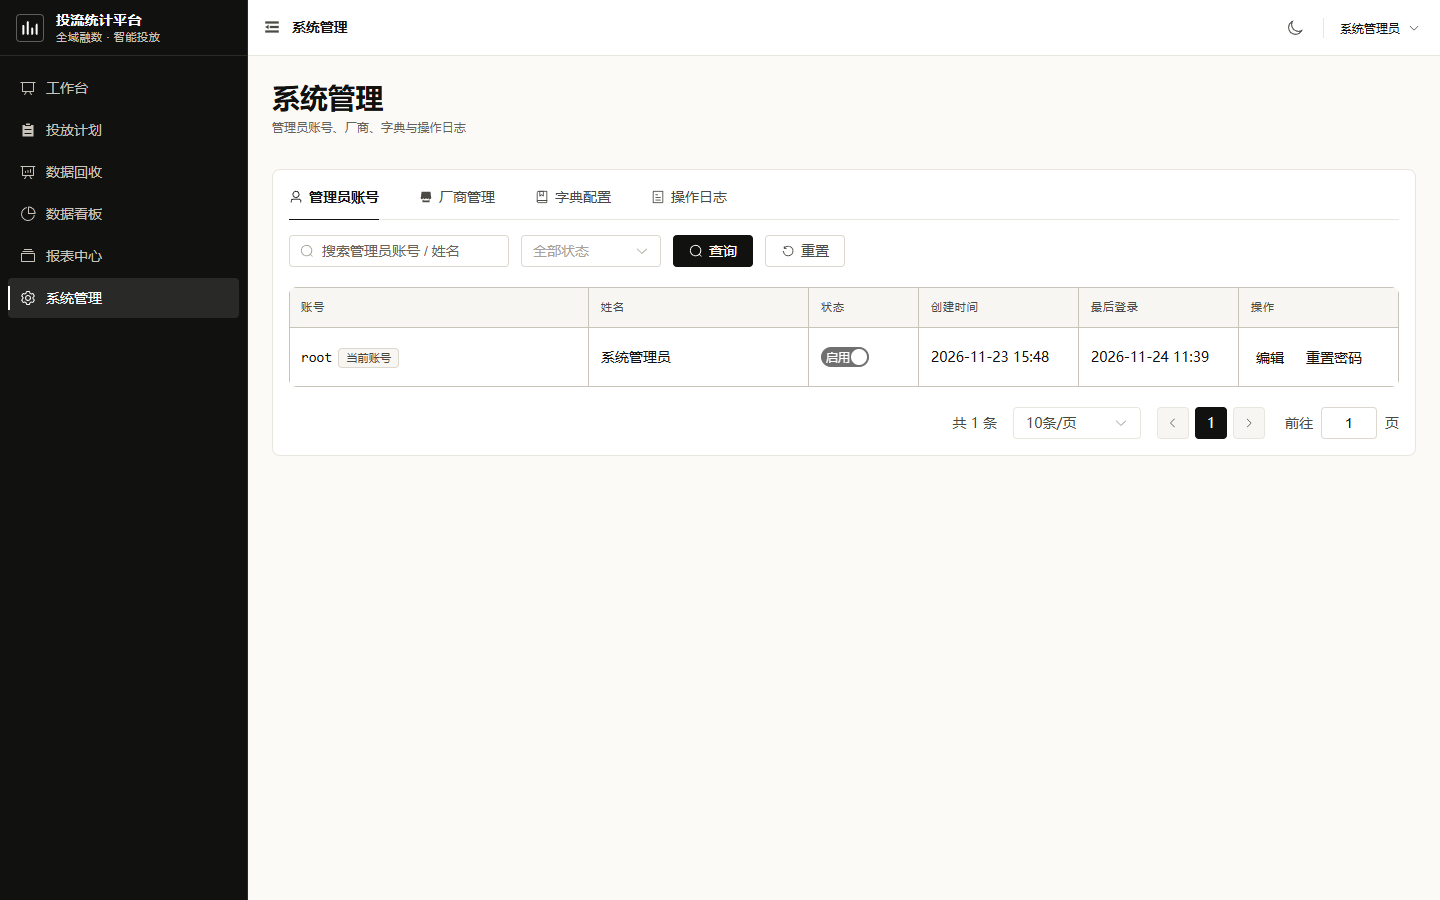 投流统计平台
全域融数 · 智能投放
系统管理
系统管理员
工作台
投放计划
数据回收
数据看板
报表中心
系统管理
系统管理
管理员账号、厂商、字典与操作日志
管理员账号 厂商管理 字典配置 操作日志
搜索管理员账号 / 姓名 全部状态 查询 重置
账号 姓名 状态 创建时间 最后登录 操作
root 当前账号 系统管理员 启用 2026-11-23 15:48 2026-11-24 11:39 编辑 重置密码
共 1 条 10条/页 1 前往 1 页